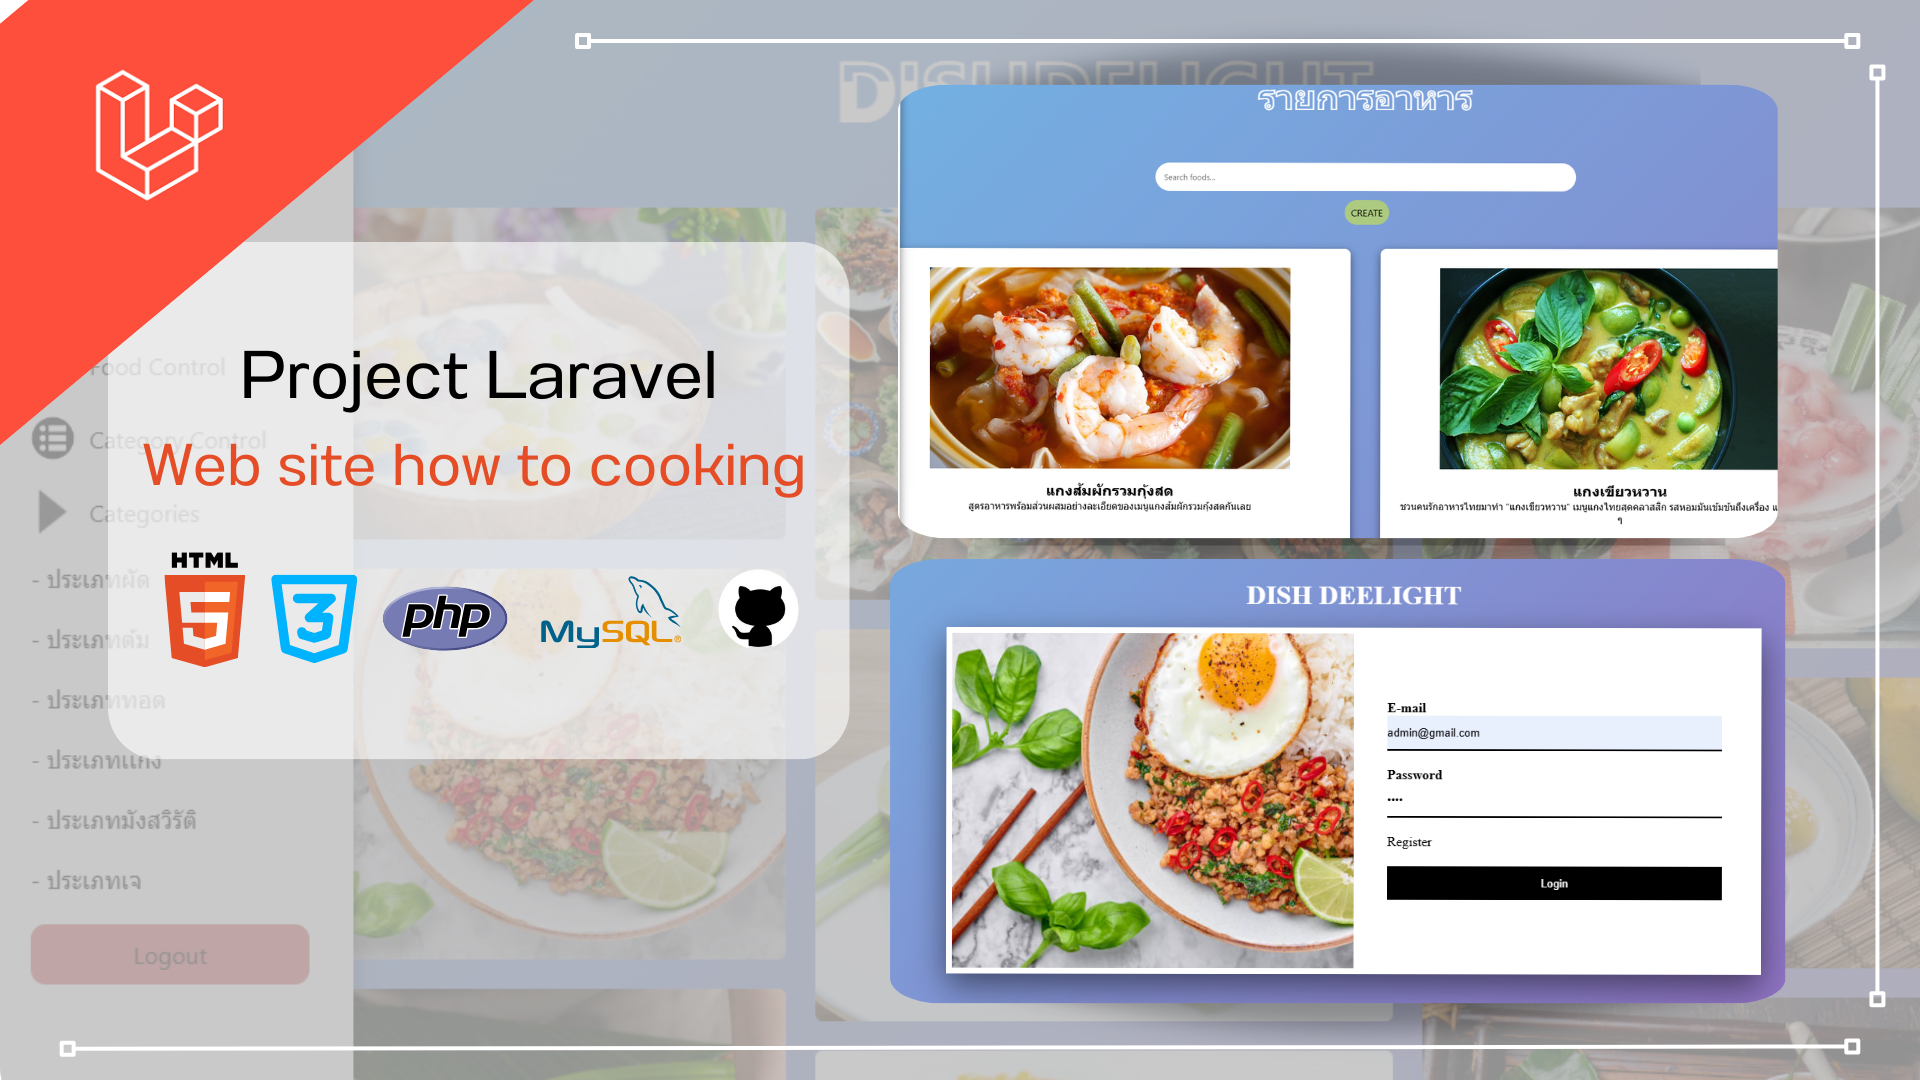 DISHDELIGHT
รายการอาหาร
Search foods...
CREATE
Food Control
Project Laravel
Category Control
Web site how to cooking
Categories
แกงส้มผักรวมกุ้งสด
สูตรอาหารพร้อมส่วนผสมอย่างละเอียดของเมนูแกงส้มผักรวมกุ้งสดกันเลย
แกงเขียวหวาน
ชวนคนรักอาหารไทยมาทำ "แกงเขียวหวาน" เมนูแกงไทยสุดคลาสสิก รสหอมมันเข้มข้นถึงเครื่อง แ
ๆ
HTML
5
3
php
MySQL®
- ประเภทผัด
- ประเภทต้ม
- ประเภททอด
- ประเภทแกง
- ประเภทมังสวิรัติ
- ประเภทเจ
Logout
DISH DEELIGHT
E-mail
admin@gmail.com
Password
Register
Login